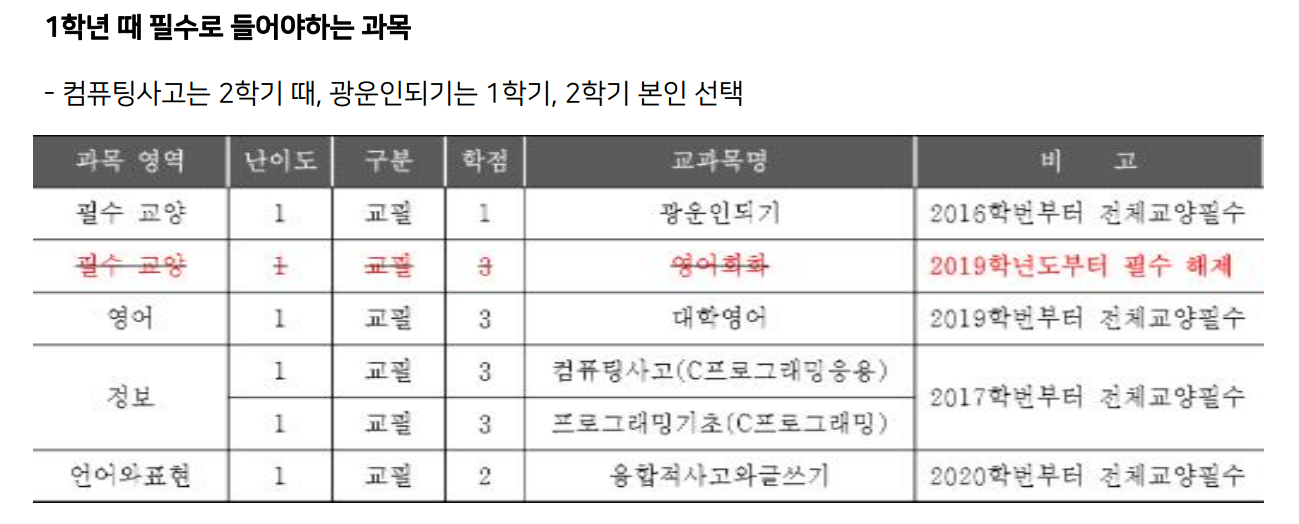 1학년 때 필수로 들어야하는 과목
- 컴퓨팅사고는 2학기 때, 광운인되기는 1학기, 2학기 본인 선택
과목 영역 난이도 구분 학점 교과목명 비 고
필수 교양 1 교필 1 광운인되기 2016학번부터 전체교양필수
필수 교양 1 교필 3 영어회화 2019학년도부터 필수 해제
영어 1 교필 3 대학영어 2019학번부터 전체교양필수
정보 1 교필 3 컴퓨팅사고(C프로그래밍응용) 2017학번부터 전체교양필수
1 교필 3 프로그래밍기초(C프로그래밍)
언어와표현 1 교필 2 융합적사고와글쓰기 2020학번부터 전체교양필수